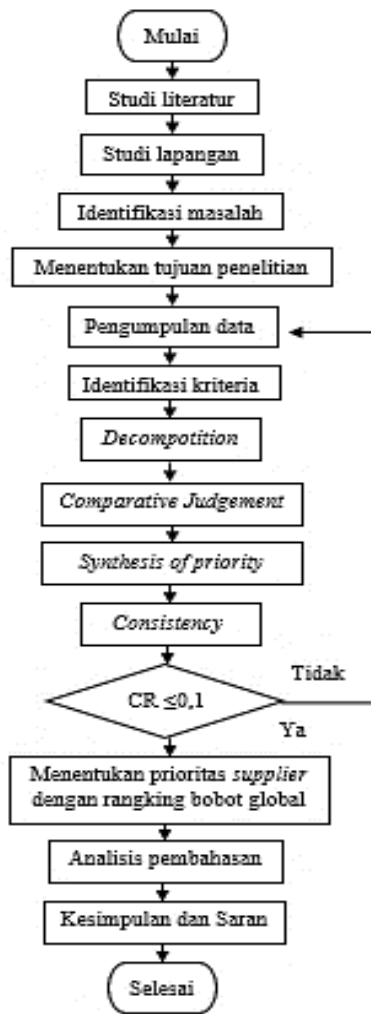 Mulai
Studi literatur
Studi lapangan
Identifikasi masalah
Menentukan tujuan penelitian
Pengumpulan data
Identifikasi kriteria
Decompotition
Comparative Judgement
Synthesis of priority
Consistency
Tidak
CR ≤0,1
Ya
Menentukan prioritas supplier
dengan rangking bobot global
Analisis pembahasan
Kesimpulan dan Saran
Selesai